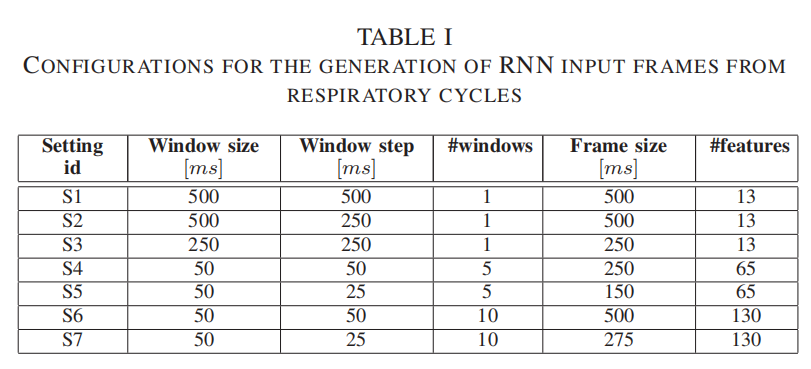 TABLE I
CONFIGURATIONS FOR THE GENERATION OF RNN INPUT FRAMES FROM
RESPIRATORY CYCLES
Setting id Window size [ms] Window step [ms] #windows Frame size [ms] #features
S1 500 500 1 500 13
S2 500 250 1 500 13
S3 250 250 1 250 13
S4 50 50 5 250 65
S5 50 25 5 150 65
S6 50 50 10 500 130
S7 50 25 10 275 130